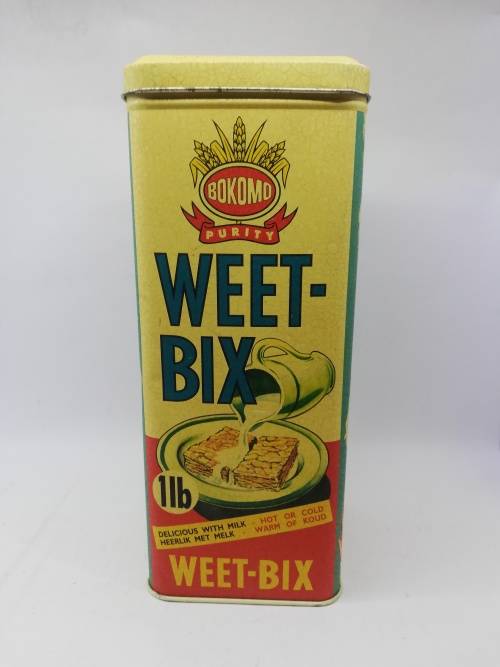 BOKOMO
PURITY
WEET-
BIX
1lb
DELICIOUS WITH MILK - HOT OR COLD
HEERLIK MET MELK - WARM OF KOUD
WEET-BIX